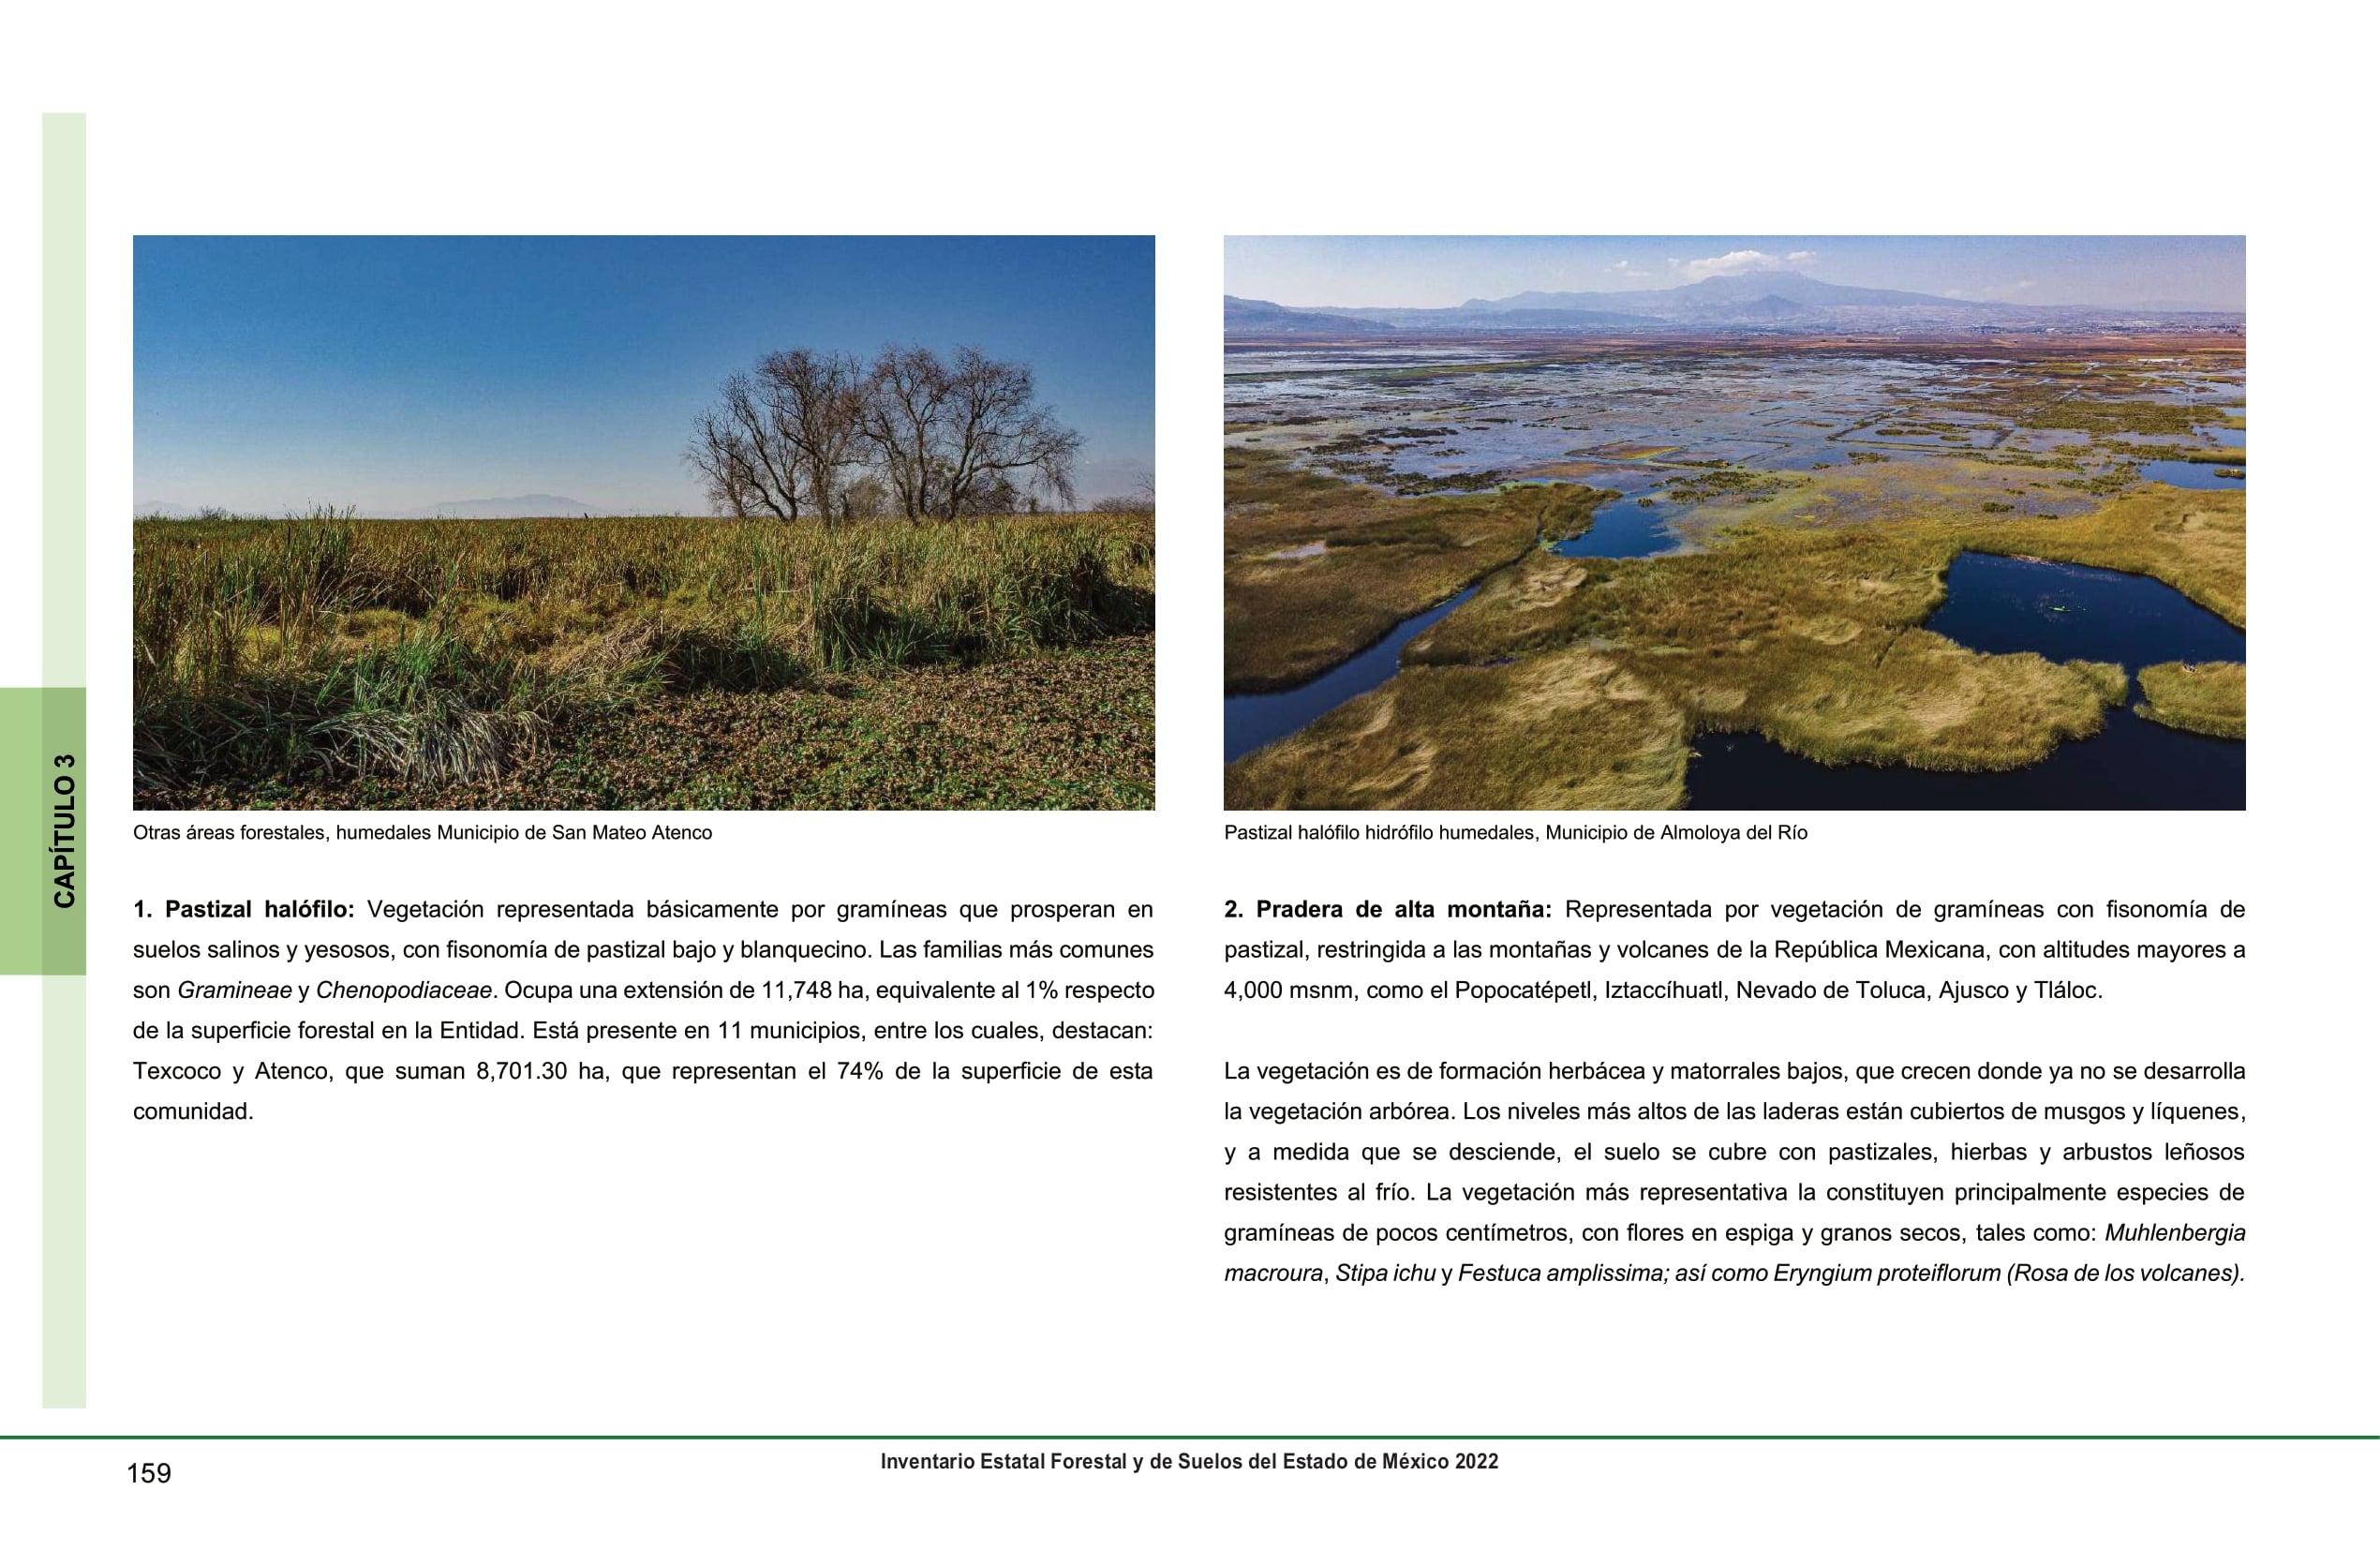 CAPÍTULO 3
Otras áreas forestales, humedales Municipio de San Mateo Atenco
1. Pastizal halófilo: Vegetación representada básicamente por gramíneas que prosperan en
suelos salinos y yesosos, con fisonomía de pastizal bajo y blanquecino. Las familias más comunes
son Gramineae y Chenopodiaceae. Ocupa una extensión de 11,748 ha, equivalente al 1% respecto
de la superficie forestal en la Entidad. Está presente en 11 municipios, entre los cuales, destacan:
Texcoco y Atenco, que suman 8,701.30 ha, que representan el 74% de la superficie de esta
comunidad.
Pastizal halófilo hidrófilo humedales, Municipio de Almoloya del Río
2. Pradera de alta montaña: Representada por vegetación de gramíneas con fisonomía de
pastizal, restringida a las montañas y volcanes de la República Mexicana, con altitudes mayores a
4,000 msnm, como el Popocatépetl, Iztaccíhuatl, Nevado de Toluca, Ajusco y Tláloc.
La vegetación es de formación herbácea y matorrales bajos, que crecen donde ya no se desarrolla
la vegetación arbórea. Los niveles más altos de las laderas están cubiertos de musgos y líquenes,
y a medida que se desciende, el suelo se cubre con pastizales, hierbas y arbustos leñosos
resistentes al frío. La vegetación más representativa la constituyen principalmente especies de
gramíneas de pocos centímetros, con flores en espiga y granos secos, tales como: Muhlenbergia
macroura, Stipa ichu y Festuca amplissima; así como Eryngium proteiflorum (Rosa de los volcanes).
159
Inventario Estatal Forestal y de Suelos del Estado de México 2022